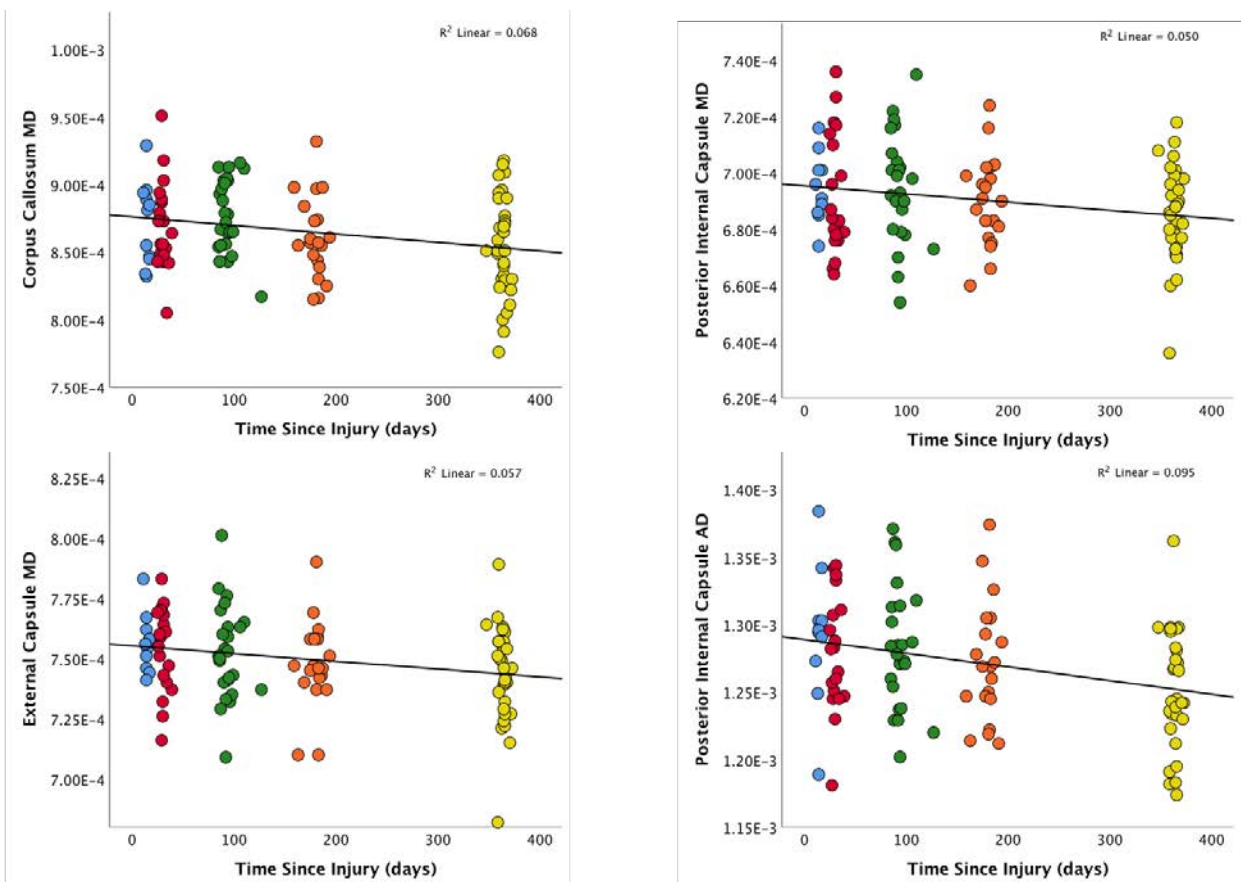 R² Linear = 0.068
1.00E-3
9.50E-4
9.00E-4
8.50E-4
8.00E-4
7.50E-4
Corpus Callosum MD
0 100 200 300 400
Time Since Injury (days)
R² Linear = 0.050
7.40E-4
7.20E-4
7.00E-4
6.80E-4
6.60E-4
6.40E-4
6.20E-4
Posterior Internal Capsule MD
0 100 200 300 400
Time Since Injury (days)
R² Linear = 0.057
8.25E-4
8.00E-4
7.75E-4
7.50E-4
7.25E-4
7.00E-4
External Capsule MD
0 100 200 300 400
Time Since Injury (days)
R² Linear = 0.095
1.40E-3
1.35E-3
1.30E-3
1.25E-3
1.20E-3
1.15E-3
Posterior Internal Capsule AD
0 100 200 300 400
Time Since Injury (days)